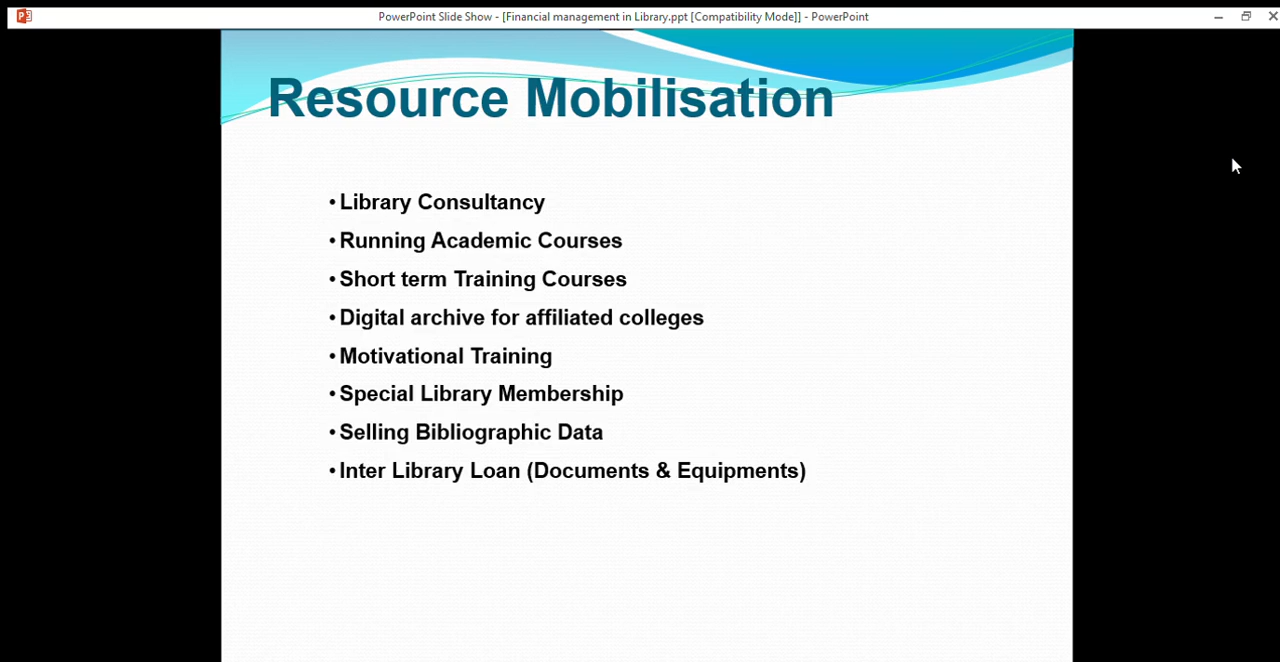 PowerPoint Slide Show - [Financial management in Library.ppt [Compatibility Mode]] - PowerPoint
Resource Mobilisation
• Library Consultancy
• Running Academic Courses
• Short term Training Courses
• Digital archive for affiliated colleges
• Motivational Training
• Special Library Membership
• Selling Bibliographic Data
• Inter Library Loan (Documents & Equipments)